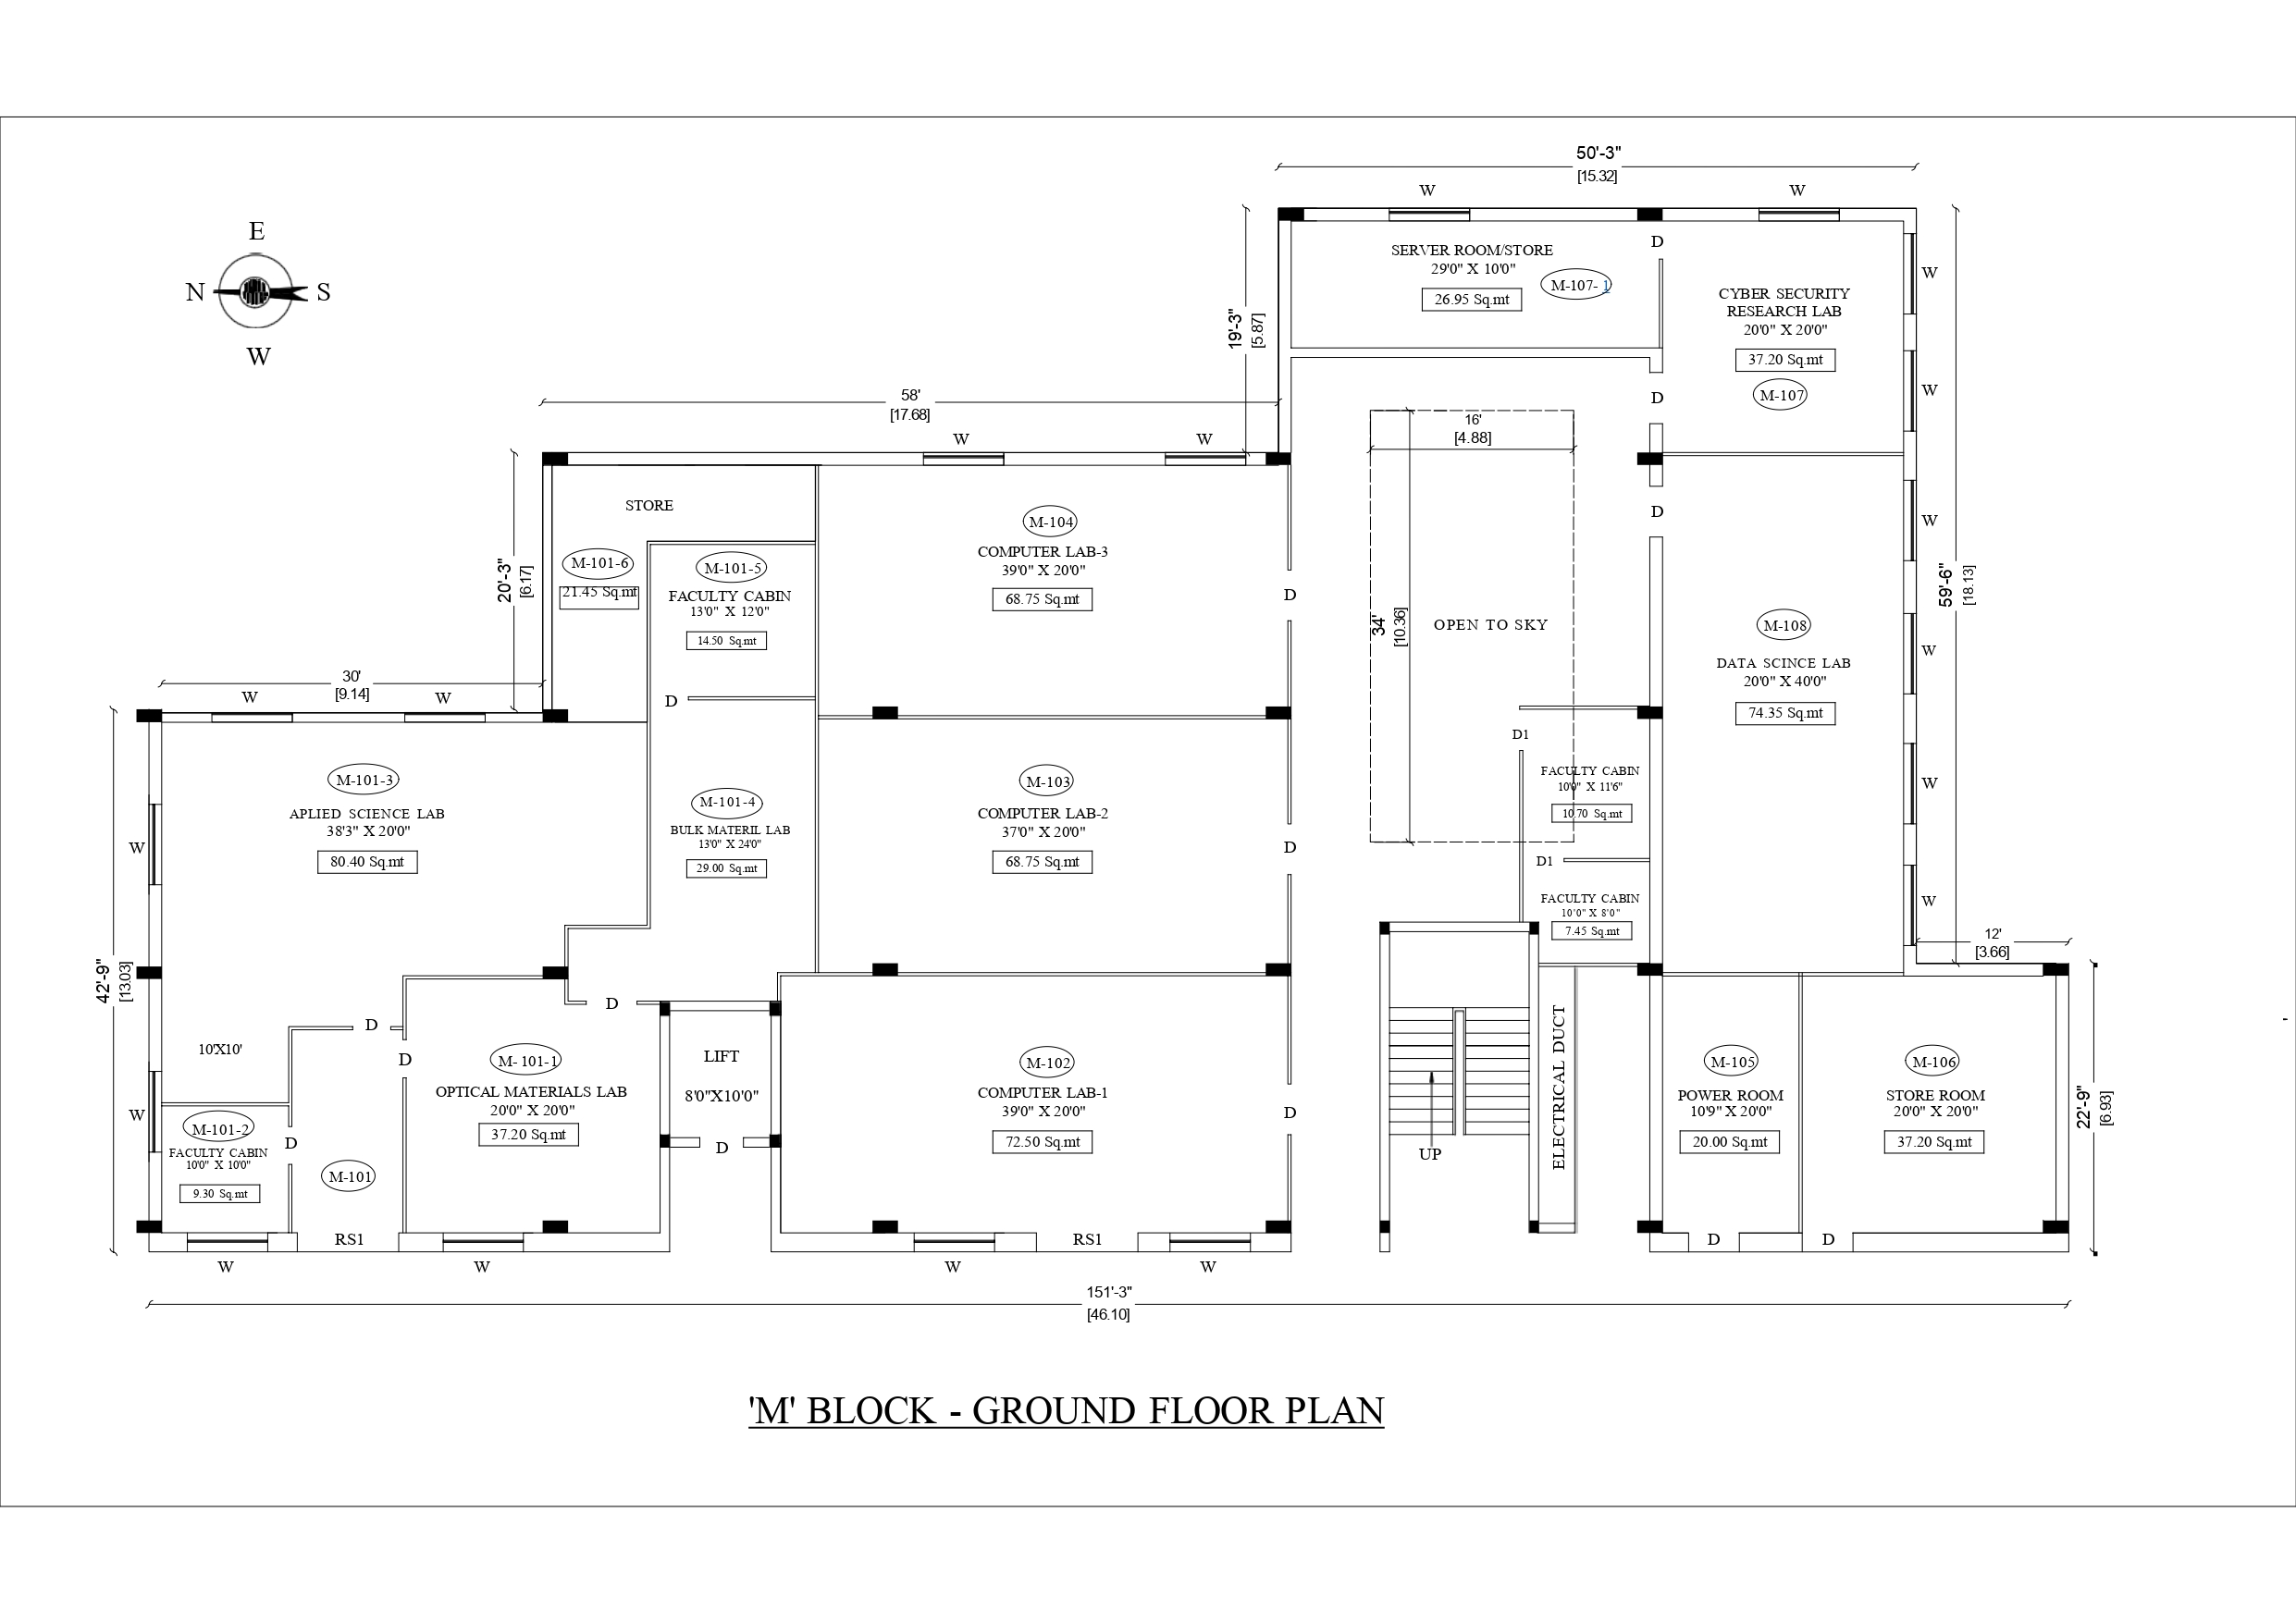 50'-3"
[15.32]
W
W
E
N
S
W
SERVER ROOM/STORE
29'0" X 10'0"
26.95 Sq.mt
M-107- 1
D
CYBER SECURITY
RESEARCH LAB
20'0" X 20'0"
37.20 Sq.mt
M-107
W
W
19'-3"
[5.87]
58'
[17.68]
W
W
D
16'
[4.88]
20'-3"
[6.17]
STORE
M-101-6
21.45 Sq.mt
M-101-5
FACULTY CABIN
13'0" X 12'0"
14.50 Sq.mt
D
M-104
COMPUTER LAB-3
39'0" X 20'0"
68.75 Sq.mt
D
34'
[10.36]
OPEN TO SKY
D
M-108
DATA SCINCE LAB
20'0" X 40'0"
74.35 Sq.mt
W
W
W
W
59'-6"
[18.13]
30'
[9.14]
W
W
M-101-3
APLIED SCIENCE LAB
38'3" X 20'0"
80.40 Sq.mt
W
M-101-4
BULK MATERIL LAB
13'0" X 24'0"
29.00 Sq.mt
M-103
COMPUTER LAB-2
37'0" X 20'0"
68.75 Sq.mt
D
D1
FACULTY CABIN
10'0" X 11'6"
10.70 Sq.mt
D1
FACULTY CABIN
10'0" X 8'0"
7.45 Sq.mt
12'
[3.66]
42'-9"
[13.03]
D
D
D
10'X10'
W
M-101-2
FACULTY CABIN
10'0" X 10'0"
9.30 Sq.mt
D
M-101
M- 101-1
OPTICAL MATERIALS LAB
20'0" X 20'0"
37.20 Sq.mt
LIFT
8'0"X10'0"
D
M-102
COMPUTER LAB-1
39'0" X 20'0"
72.50 Sq.mt
D
UP
ELECTRICAL DUCT
M-105
POWER ROOM
10'9" X 20'0"
20.00 Sq.mt
M-106
STORE ROOM
20'0" X 20'0"
37.20 Sq.mt
22'-9"
[6.93]
RS1
RS1
D
D
W
W
W
W
151'-3"
[46.10]
'M' BLOCK - GROUND FLOOR PLAN